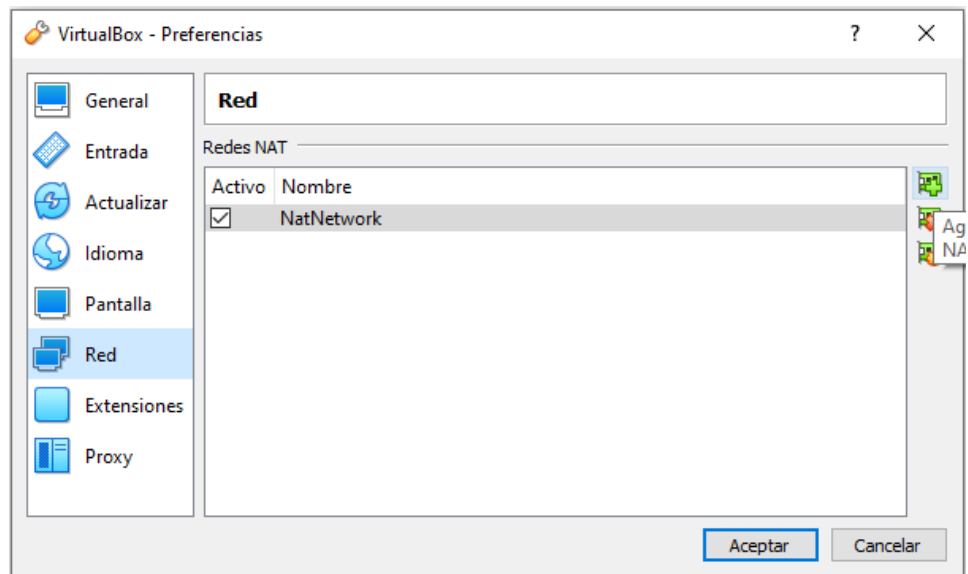 VirtualBox - Preferencias
?
General
Entrada
Actualizar
Idioma
Pantalla
Red
Extensiones
Proxy
Red
Redes NAT
Activo Nombre
NatNetwork
Ag
NA
Aceptar
Cancelar